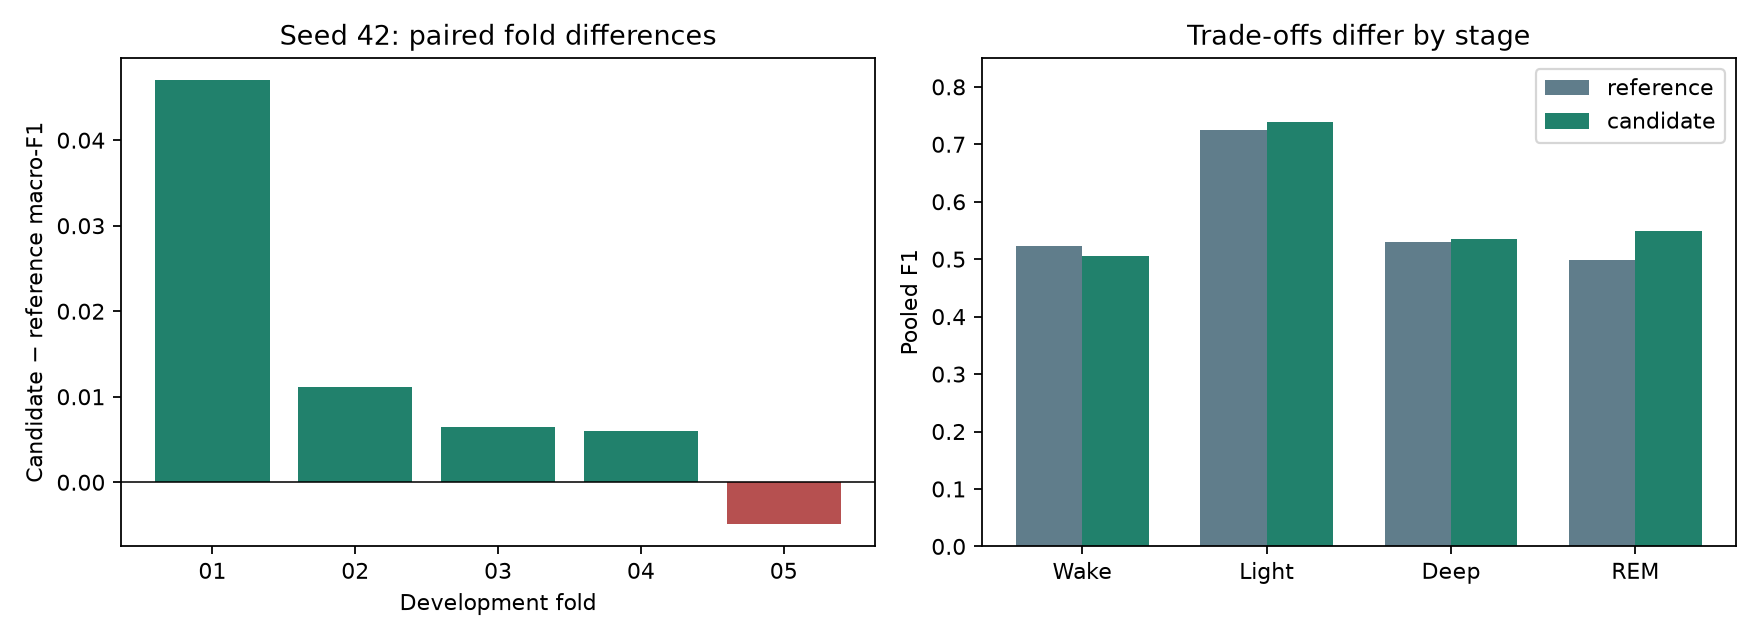 Seed 42: paired fold differences
Candidate − reference macro-F1
0.04
0.03
0.02
0.01
0.00
01 02 03 04 05
Development fold
Trade-offs differ by stage
reference
candidate
Pooled F1
0.8
0.7
0.6
0.5
0.4
0.3
0.2
0.1
0.0
Wake Light Deep REM